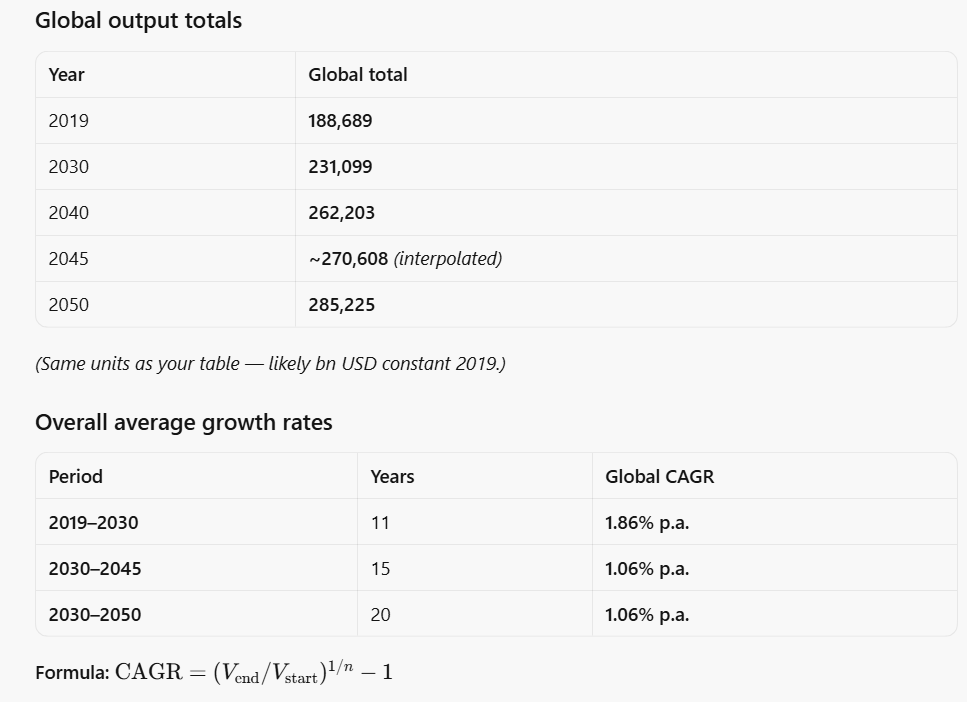 Global output totals
Year Global total
2019 188,689
2030 231,099
2040 262,203
2045 ~270,608 (interpolated)
2050 285,225
(Same units as your table — likely bn USD constant 2019.)
Overall average growth rates
Period Years Global CAGR
2019–2030 11 1.86% p.a.
2030–2045 15 1.06% p.a.
2030–2050 20 1.06% p.a.
Formula: CAGR = (V_end/V_start)^{1/n} − 1